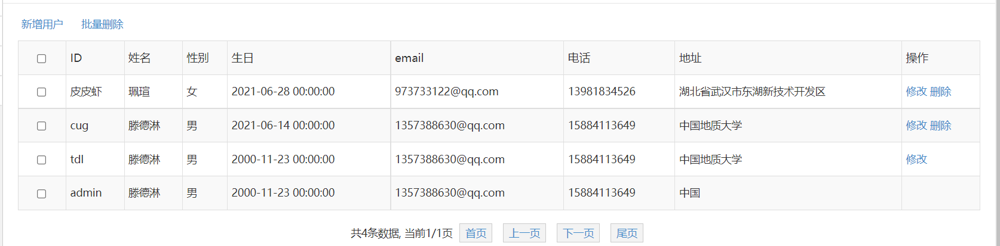 新增用户 批量删除
ID 姓名 性别 生日 email 电话 地址 操作
皮皮虾 珮瑄 女 2021-06-28 00:00:00 973733122@qq.com 13981834526 湖北省武汉市东湖新技术开发区 修改 删除
cug 滕德淋 男 2021-06-14 00:00:00 1357388630@qq.com 15884113649 中国地质大学 修改 删除
tdl 滕德淋 男 2000-11-23 00:00:00 1357388630@qq.com 15884113649 中国地质大学 修改
admin 滕德淋 男 2000-11-23 00:00:00 1357388630@qq.com 15884113649 中国
共4条数据, 当前1/1页 首页 上一页 下一页 尾页